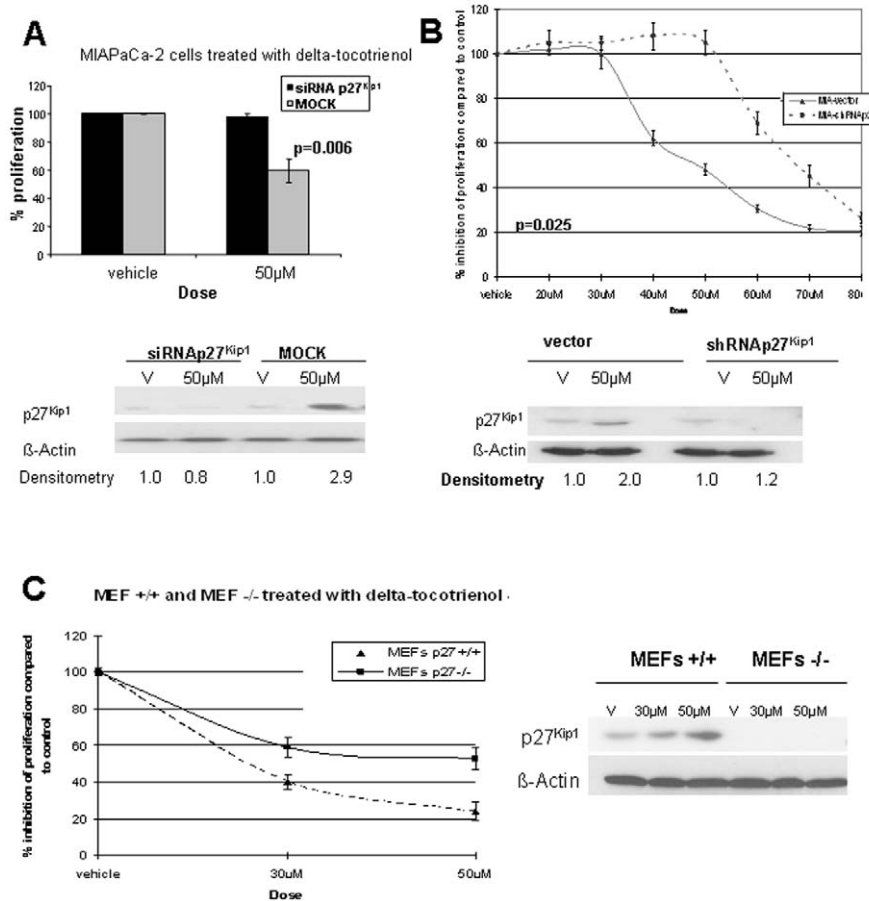 A
MIAPaCa-2 cells treated with delta-tocotrienol
siRNA p27Kip1
MOCK
p=0.006
% proliferation
120
100
80
60
40
20
0
vehicle
50µM
Dose
siRNAp27Kip1 MOCK
V 50µM V 50µM
p27Kip1
ß-Actin
Densitometry 1.0 0.8 1.0 2.9
B
% inhibition of proliferation compared to control
120
100
80
60
40
20
0
MIA-vector
p=0.025
vehicle 20uM 30uM 40uM 50uM 60uM 70uM
Dose
vector shRNAp27Kip1
V 50µM V 50µM
p27Kip1
ß-Actin
Densitometry 1.0 2.0 1.0 1.2
C
MEF +/+ and MEF -/- treated with delta-tocotrienol
% inhibition of proliferation compared
to control
120
100
80
60
40
20
0
MEFs p27+/+
MEFs p27-/-
vehicle 30µM 50µM
Dose
MEFs +/+ MEFs -/-
V 30µM 50µM V 30µM 50µM
p27Kip1
ß-Actin